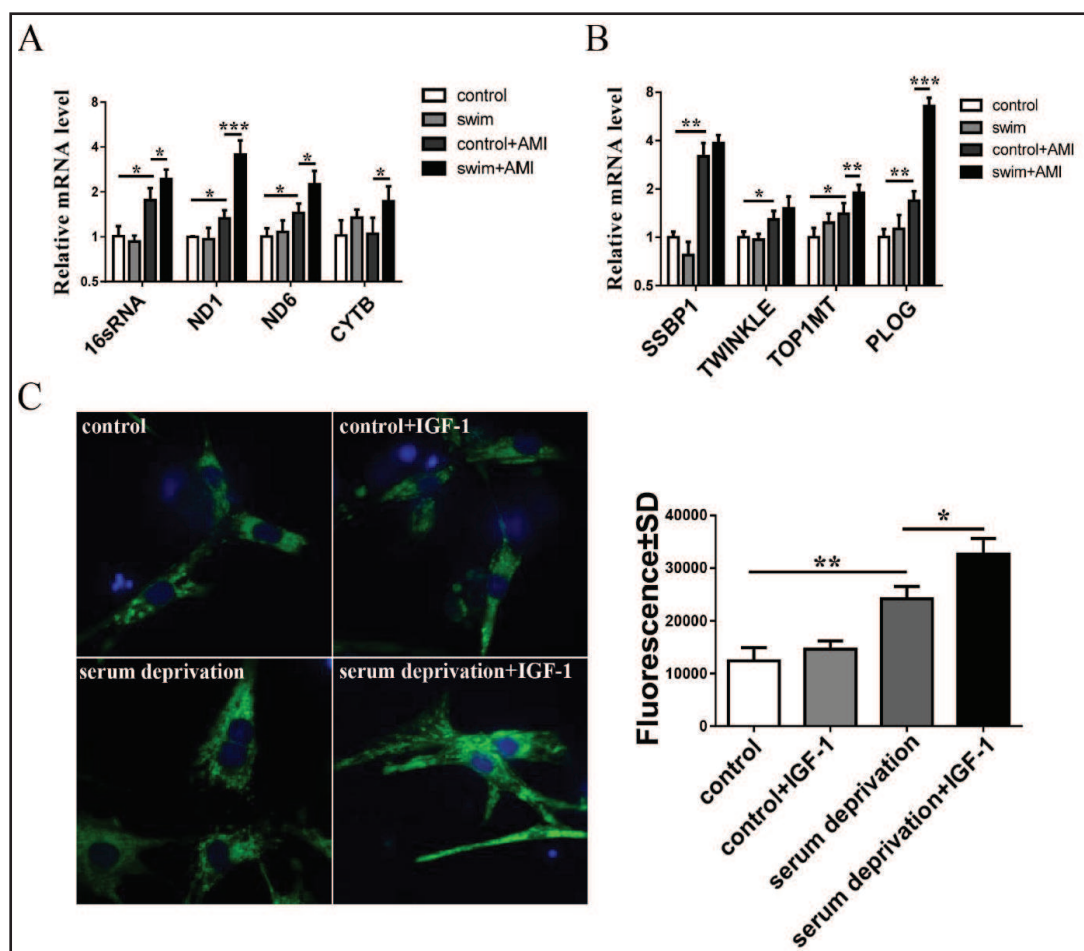 A
Relative mRNA level
8
4
2
1
0.5
* * * *** * * *
control
swim
control+AMI
swim+AMI
16sRNA
ND1
ND6
CYTB
B
Relative mRNA level
8
4
2
1
0.5
** * * ** ** ***
control
swim
control+AMI
swim+AMI
SSBP1
TWINKLE
TOP1MT
PLOG
C
control
control+IGF-1
serum deprivation
serum deprivation+IGF-1
Fluorescence±SD
40000
30000
20000
10000
0
**
*
control
control+IGF-1
serum deprivation
serum deprivation+IGF-1